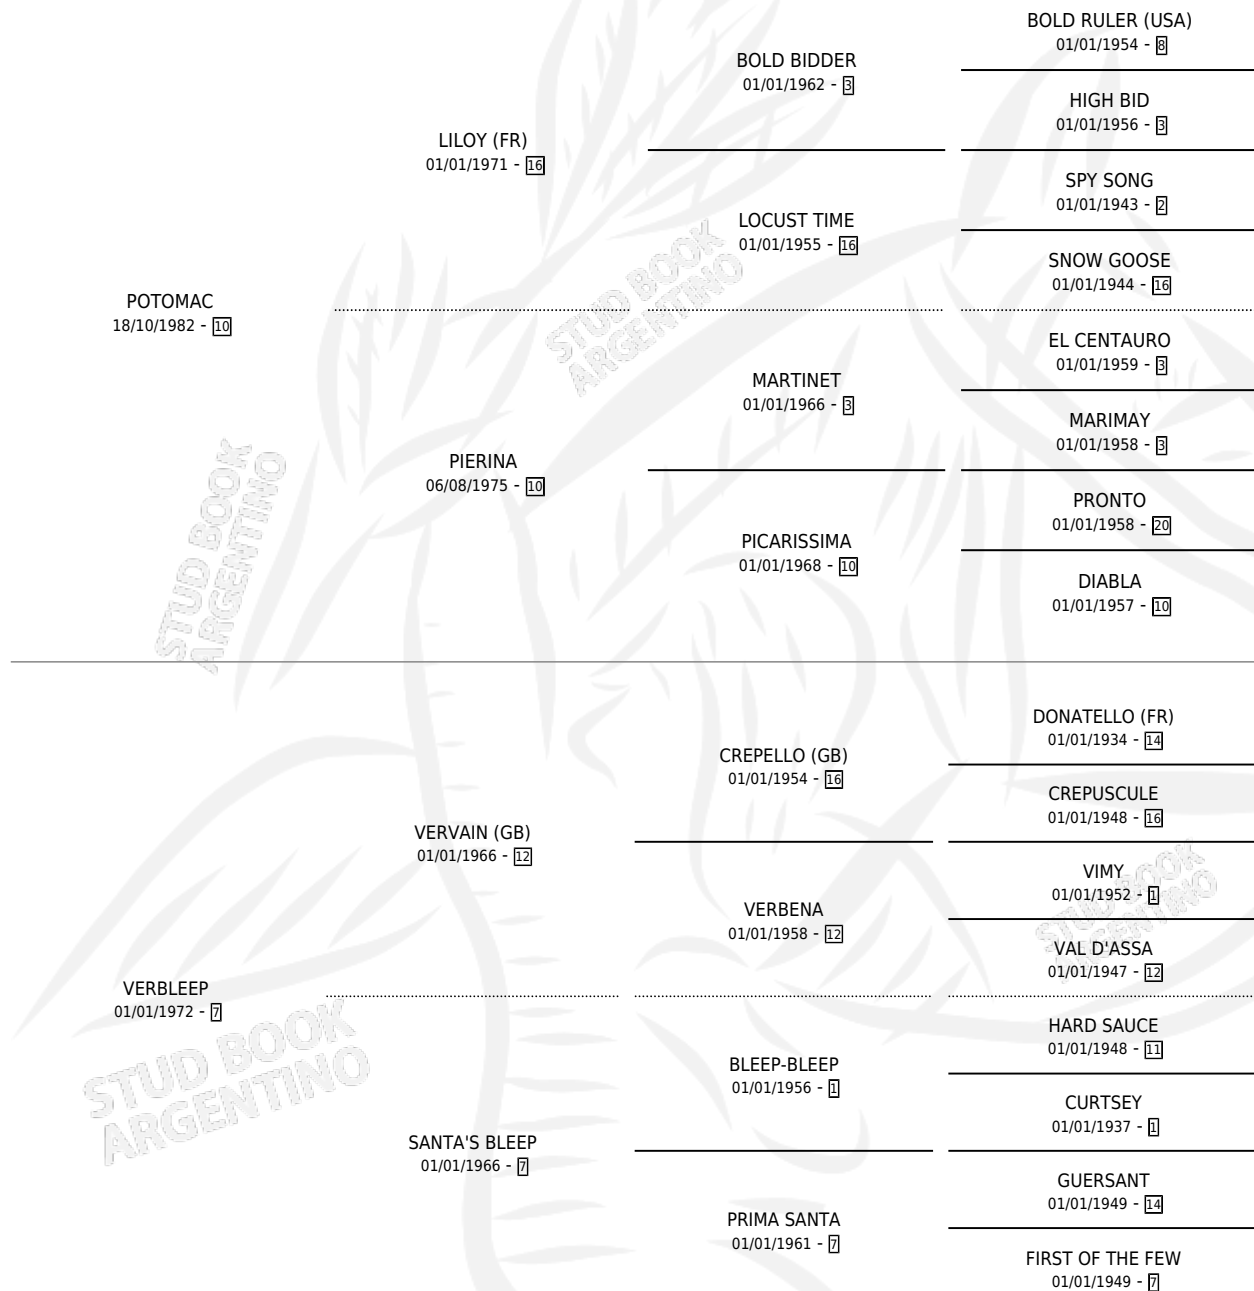 BOLD RULER (USA)
01/01/1954 - 8
BOLD BIDDER
01/01/1962 - 3
HIGH BID
01/01/1956 - 3
LILOY (FR)
01/01/1971 - 16
SPY SONG
01/01/1943 - 2
LOCUST TIME
01/01/1955 - 16
SNOW GOOSE
01/01/1944 - 16
POTOMAC
18/10/1982 - 10
EL CENTAURO
01/01/1959 - 3
MARTINET
01/01/1966 - 3
MARIMAY
01/01/1958 - 3
PIERINA
06/08/1975 - 10
PRONTO
01/01/1958 - 20
PICARISSIMA
01/01/1968 - 10
DIABLA
01/01/1957 - 10
DONATELLO (FR)
01/01/1934 - 14
CREPELLO (GB)
01/01/1954 - 16
CREPUSCULE
01/01/1948 - 16
VERVAIN (GB)
01/01/1966 - 12
VIMY
01/01/1952 - 1
VERBENA
01/01/1958 - 12
VAL D'ASSA
01/01/1947 - 12
VERBLEEP
01/01/1972 - 7
HARD SAUCE
01/01/1948 - 11
BLEEP-BLEEP
01/01/1956 - 1
CURTSEY
01/01/1937 - 1
SANTA'S BLEEP
01/01/1966 - 7
GUERSANT
01/01/1949 - 14
PRIMA SANTA
01/01/1961 - 7
FIRST OF THE FEW
01/01/1949 - 7
STUD BOOK
ARGENTINO
STUD BOOK
ARGENTINO
STUD BOOK
ARGENTINO
STUD BOOK
ARGENTINO